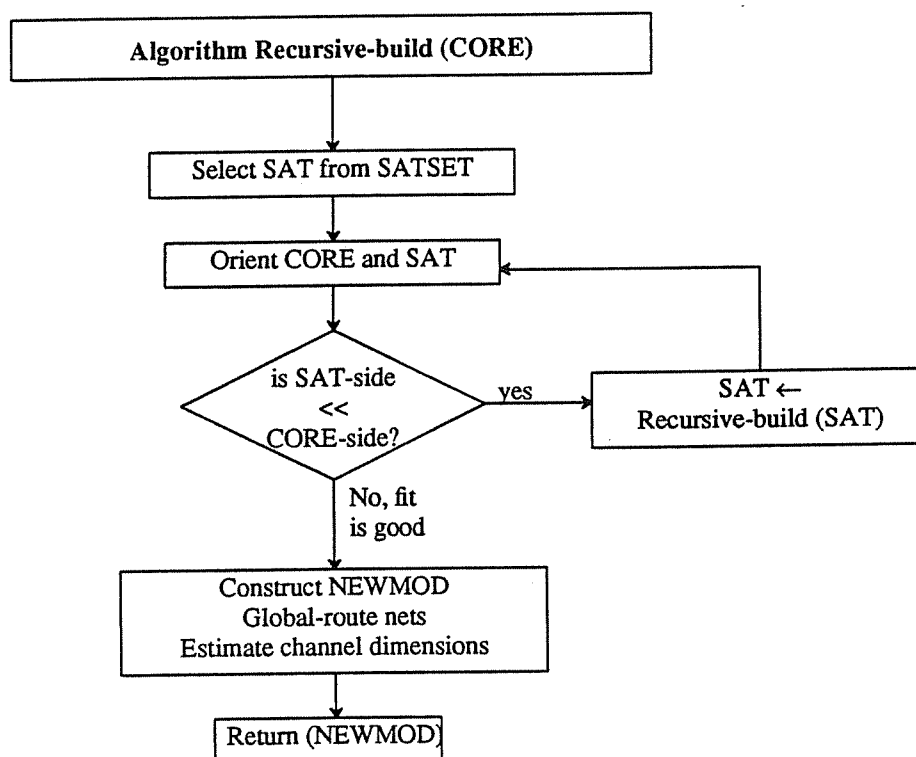 Algorithm Recursive-build (CORE)
Select SAT from SATSET
Orient CORE and SAT
is SAT-side
<<
CORE-side?
yes
SAT ←
Recursive-build (SAT)
No, fit
is good
Construct NEWMOD
Global-route nets
Estimate channel dimensions
Return (NEWMOD)